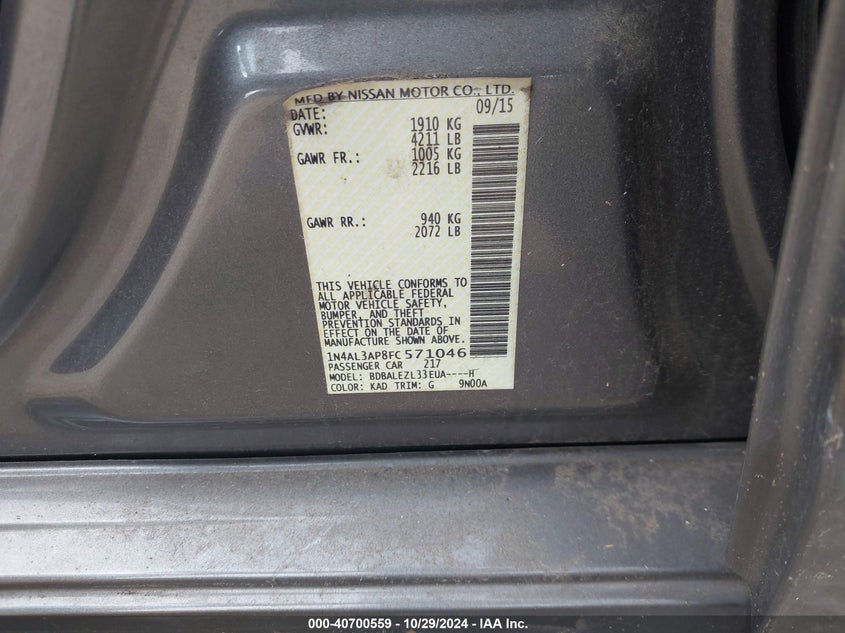 MFD BY NISSAN MOTOR CO., LTD.
DATE: 09/15
GVWR: 1910 KG
4211 LB
GAWR FR.: 1005 KG
2216 LB
GAWR RR.: 940 KG
2072 LB
THIS VEHICLE CONFORMS TO
ALL APPLICABLE FEDERAL
MOTOR VEHICLE SAFETY,
BUMPER, AND THEFT
PREVENTION STANDARDS IN
EFFECT ON THE DATE OF
MANUFACTURE SHOWN ABOVE.
1N4AL3AP8FC571046
PASSENGER CAR 217
MODEL: BDBALEZL33EUA----H
COLOR: KAD TRIM: G 9N00A
000-40700559 - 10/29/2024 - IAA Inc.